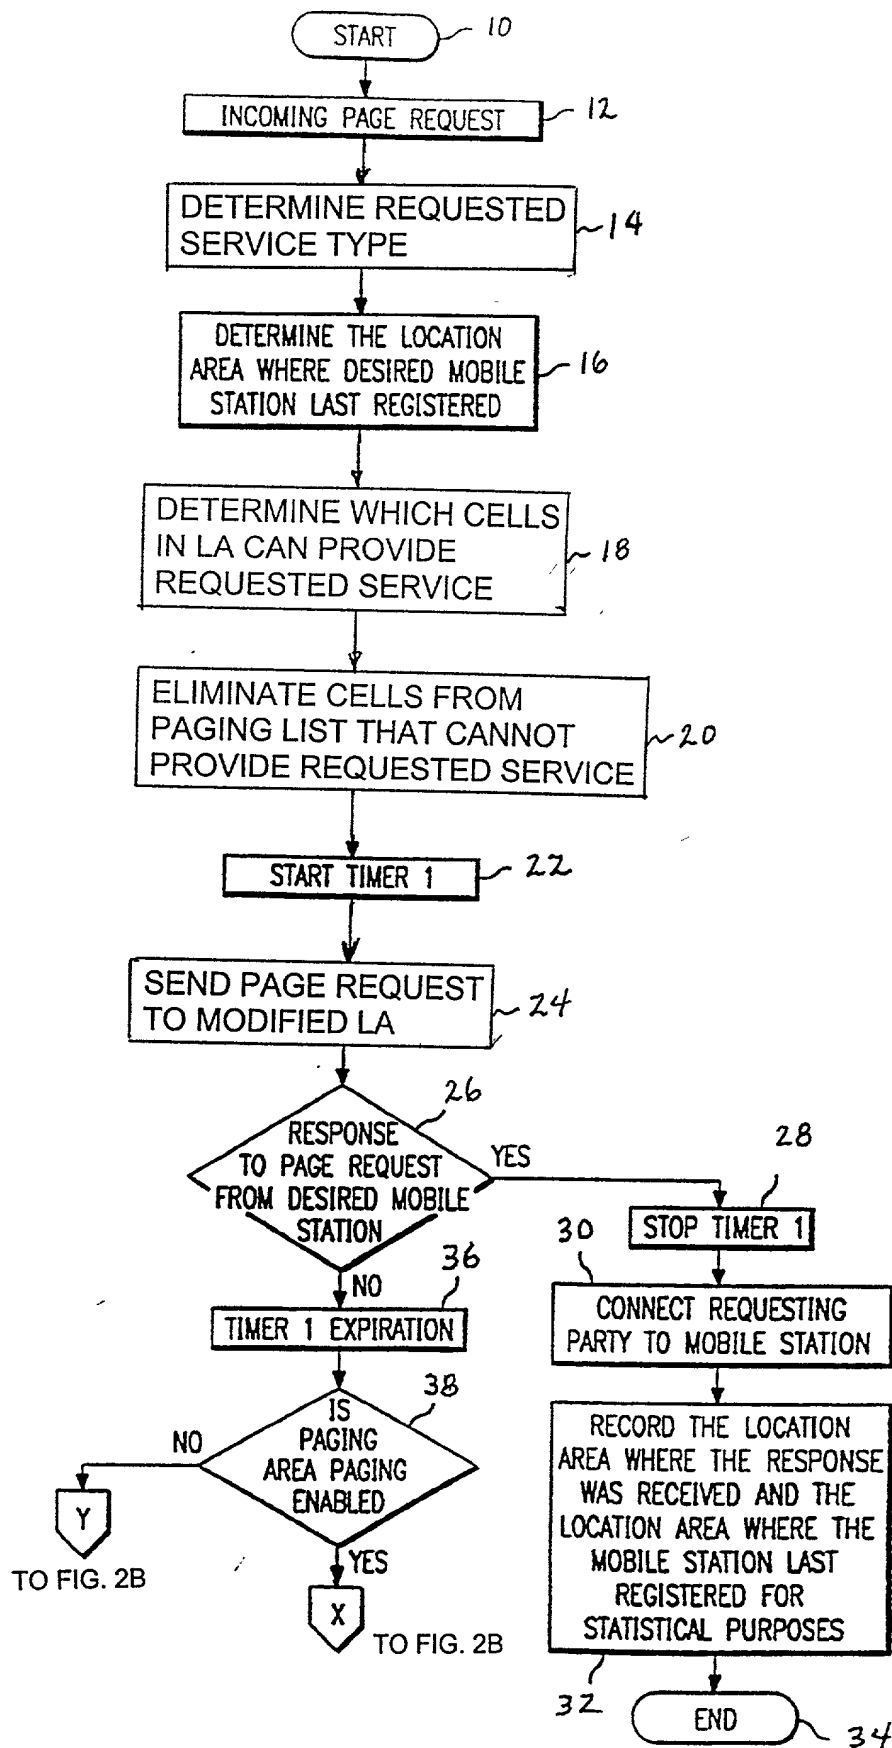 START
10
INCOMING PAGE REQUEST
12
DETERMINE REQUESTED
SERVICE TYPE
14
DETERMINE THE LOCATION
AREA WHERE DESIRED MOBILE
STATION LAST REGISTERED
16
DETERMINE WHICH CELLS
IN LA CAN PROVIDE
REQUESTED SERVICE
18
ELIMINATE CELLS FROM
PAGING LIST THAT CANNOT
PROVIDE REQUESTED SERVICE
20
START TIMER 1
22
SEND PAGE REQUEST
TO MODIFIED LA
24
26
RESPONSE
TO PAGE REQUEST
FROM DESIRED MOBILE
STATION
YES
28
STOP TIMER 1
30
CONNECT REQUESTING
PARTY TO MOBILE STATION
RECORD THE LOCATION
AREA WHERE THE RESPONSE
WAS RECEIVED AND THE
LOCATION AREA WHERE THE
MOBILE STATION LAST
REGISTERED FOR
STATISTICAL PURPOSES
32
END
34
NO
36
TIMER 1 EXPIRATION
38
IS
PAGING
AREA PAGING
ENABLED
NO
Y
TO FIG. 2B
YES
X
TO FIG. 2B